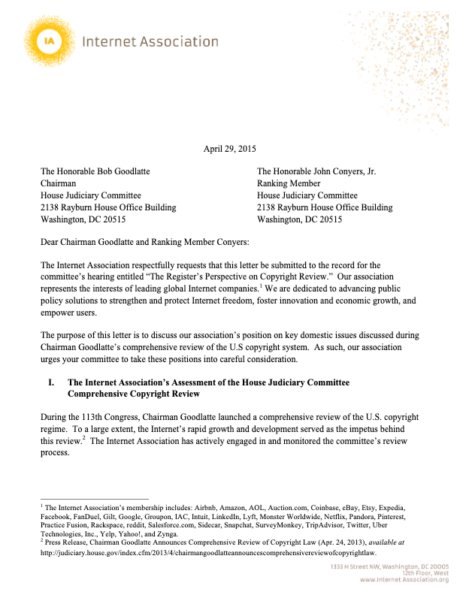 IA
Internet Association
April 29, 2015
The Honorable Bob Goodlatte
Chairman
House Judiciary Committee
2138 Rayburn House Office Building
Washington, DC 20515
The Honorable John Conyers, Jr.
Ranking Member
House Judiciary Committee
2138 Rayburn House Office Building
Washington, DC 20515
Dear Chairman Goodlatte and Ranking Member Conyers:
The Internet Association respectfully requests that this letter be submitted to the record for the
committee's hearing entitled “The Register's Perspective on Copyright Review.” Our association
represents the interests of leading global Internet companies.1 We are dedicated to advancing public
policy solutions to strengthen and protect Internet freedom, foster innovation and economic growth, and
empower users.
The purpose of this letter is to discuss our association's position on key domestic issues discussed during
Chairman Goodlatte's comprehensive review of the U.S copyright system. As such, our association
urges your committee to take these positions into careful consideration.
I. The Internet Association's Assessment of the House Judiciary Committee
Comprehensive Copyright Review
During the 113th Congress, Chairman Goodlatte launched a comprehensive review of the U.S. copyright
regime. To a large extent, the Internet's rapid growth and development served as the impetus behind
this review.2 The Internet Association has actively engaged in and monitored the committee's review
process.
1 The Internet Association's membership includes: Airbnb, Amazon, AOL, Auction.com, Coinbase, eBay, Etsy, Expedia,
Facebook, FanDuel, Gilt, Google, Groupon, IAC, Intuit, LinkedIn, Lyft, Monster Worldwide, Netflix, Pandora, Pinterest,
Practice Fusion, Rackspace, reddit, Salesforce.com, Sidecar, Snapchat, SurveyMonkey, TripAdvisor, Twitter, Uber
Technologies, Inc., Yelp, Yahoo!, and Zynga.
2 Press Release, Chairman Goodlatte Announces Comprehensive Review of Copyright Law (Apr. 24, 2013), available at
http://judiciary.house.gov/index.cfm/2013/4/chairmangoodlatteannouncescomprehensivereviewofcopyrightlaw.
1333 H Street NW, Washington, DC 20005
12th Floor, West
www.internetassociation.org